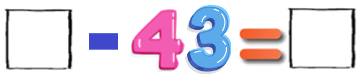 □ - 43 = □